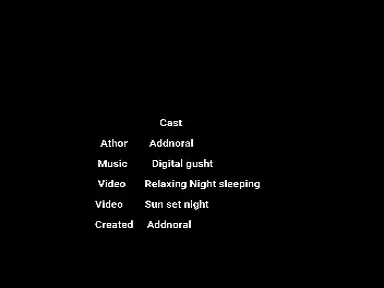 Cast
Athor Addnoral
Music Digital gusht
Video Relaxing Night sleeping
Video Sun set night
Created Addnoral